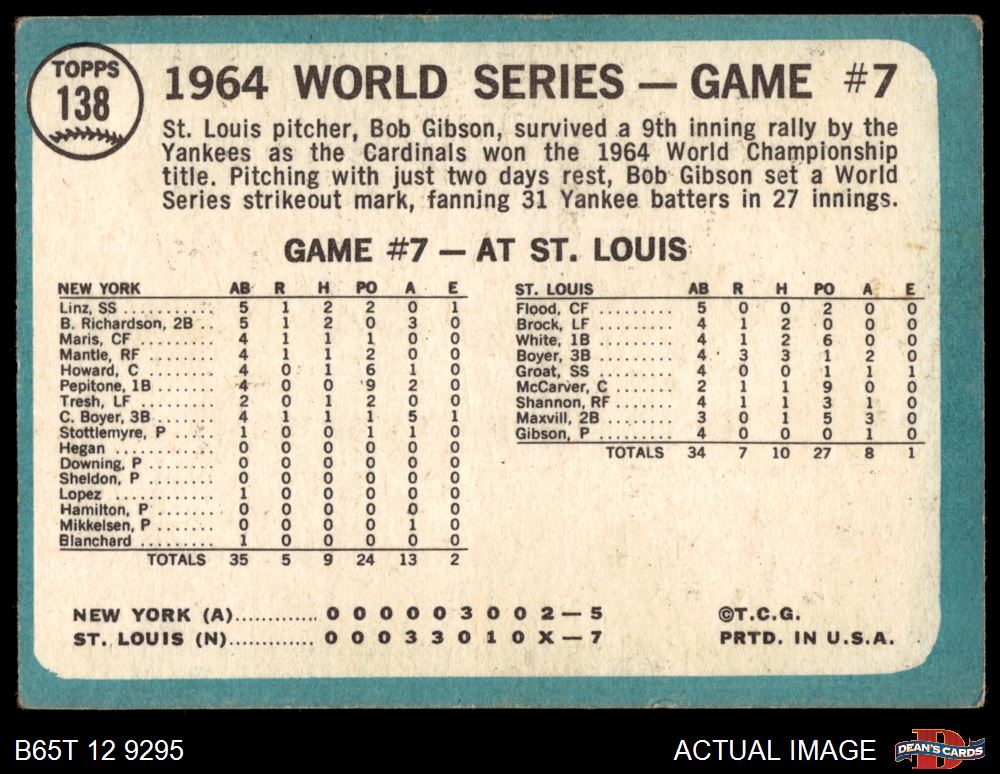 TOPPS
138
1964 WORLD SERIES — GAME #7
St. Louis pitcher, Bob Gibson, survived a 9th inning rally by the
Yankees as the Cardinals won the 1964 World Championship
title. Pitching with just two days rest, Bob Gibson set a World
Series strikeout mark, fanning 31 Yankee batters in 27 innings.
GAME #7 — AT ST. LOUIS
NEW YORK AB R H PO A E
Linz, SS ........... 5 1 2 2 0 1
B. Richardson, 2B .. 5 1 2 0 3 0
Maris, CF .......... 4 1 1 1 0 0
Mantle, RF ......... 4 1 1 2 0 0
Howard, C .......... 4 0 1 6 1 0
Pepitone, 1B ....... 4 0 0 9 2 0
Tresh, LF .......... 2 0 1 2 0 0
C. Boyer, 3B ....... 4 1 1 1 5 1
Stottlemyre, P ..... 1 0 0 1 1 0
Hegan .............. 0 0 0 0 0 0
Downing, P ......... 0 0 0 0 0 0
Sheldon, P ......... 0 0 0 0 0 0
Lopez .............. 1 0 0 0 0 0
Hamilton, P ........ 0 0 0 0 0 0
Mikkelsen, P ....... 0 0 0 0 1 0
Blanchard .......... 1 0 0 0 0 0
TOTALS 35 5 9 24 13 2
ST. LOUIS AB R H PO A E
Flood, CF .......... 5 0 0 2 0 0
Brock, LF .......... 4 1 2 0 0 0
White, 1B .......... 4 1 2 6 0 0
Boyer, 3B .......... 4 3 3 1 2 0
Groat, SS .......... 4 0 0 1 1 1
McCarver, C ........ 2 1 1 9 0 0
Shannon, RF ........ 4 1 1 3 1 0
Maxvill, 2B ........ 3 0 1 5 3 0
Gibson, P .......... 4 0 0 0 1 0
TOTALS 34 7 10 27 8 1
NEW YORK (A)............. 0 0 0 0 0 3 0 0 2 — 5
ST. LOUIS (N)............. 0 0 0 3 3 0 1 0 X — 7
©T.C.G.
PRTD. IN U.S.A.
B65T 12 9295
ACTUAL IMAGE
D
DEAN'S CARDS